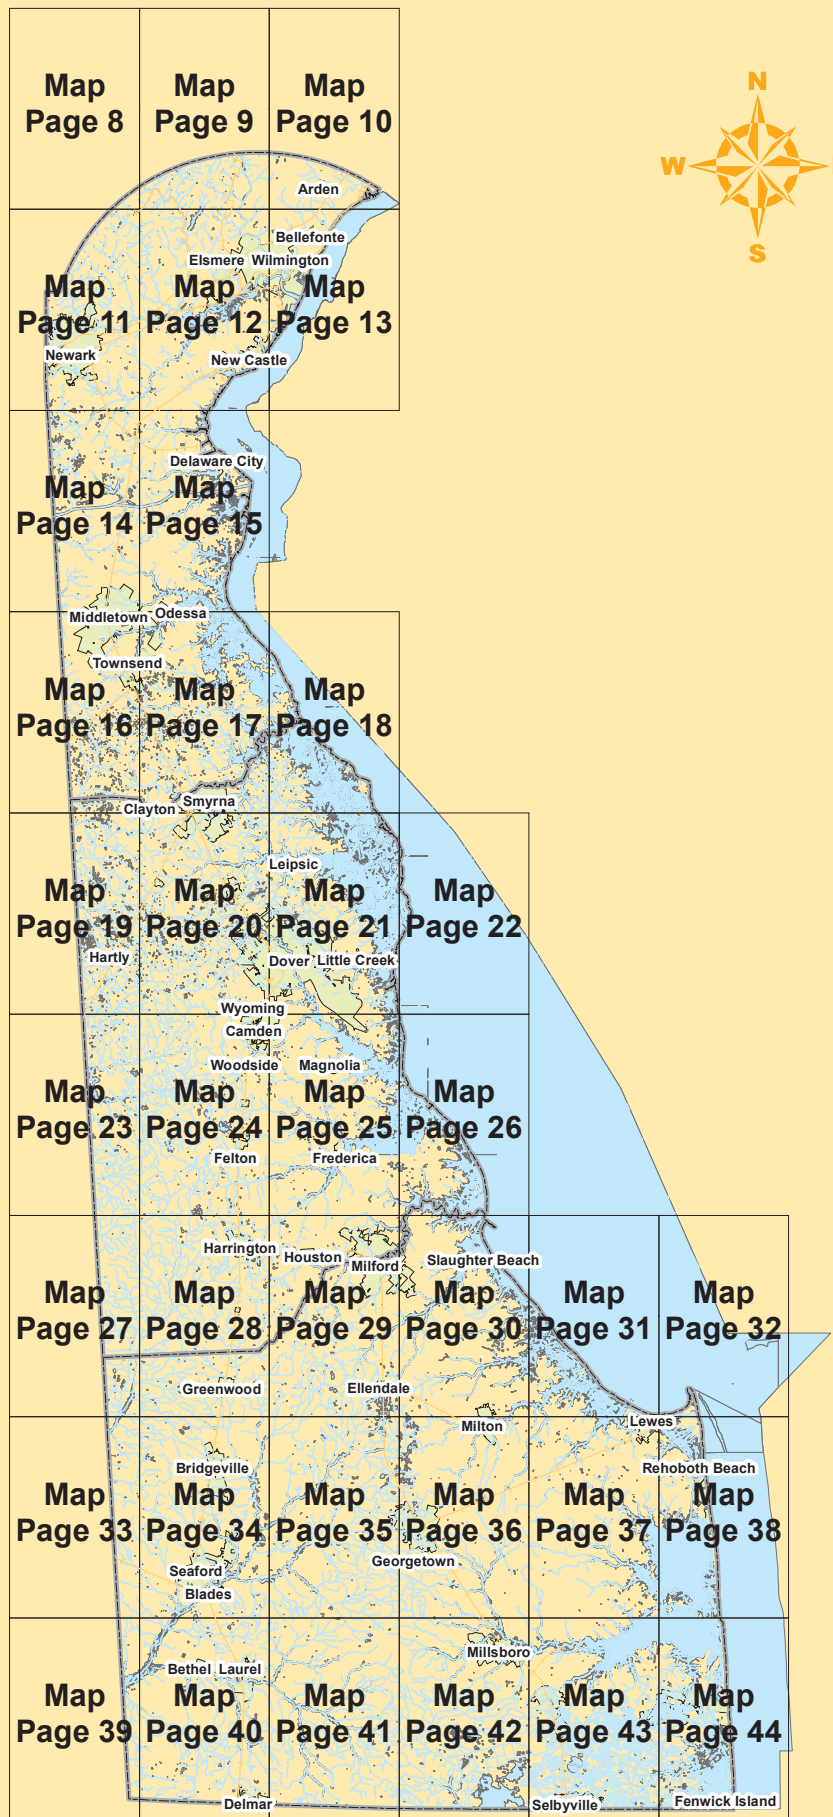 Map
Page 8
Map
Page 9
Map
Page 10
N
W
S
Arden
Bellefonte
Elsmere
Wilmington
Map
Page 11
Map
Page 12
Map
Page 13
Newark
New Castle
Delaware City
Map
Page 14
Map
Page 15
Middletown
Odessa
Townsend
Map
Page 16
Map
Page 17
Map
Page 18
Clayton
Smyrna
Leipsic
Map
Page 19
Map
Page 20
Map
Page 21
Map
Page 22
Hartly
Dover
Little Creek
Wyoming
Camden
Woodside
Magnolia
Map
Page 23
Map
Page 24
Map
Page 25
Map
Page 26
Felton
Frederica
Harrington
Houston
Milford
Slaughter Beach
Map
Page 27
Map
Page 28
Map
Page 29
Map
Page 30
Map
Page 31
Map
Page 32
Greenwood
Ellendale
Milton
Lewes
Bridgeville
Rehoboth Beach
Map
Page 33
Map
Page 34
Map
Page 35
Map
Page 36
Map
Page 37
Map
Page 38
Georgetown
Seaford
Blades
Millsboro
Bethel
Laurel
Map
Page 39
Map
Page 40
Map
Page 41
Map
Page 42
Map
Page 43
Map
Page 44
Delmar
Selbyville
Fenwick Island